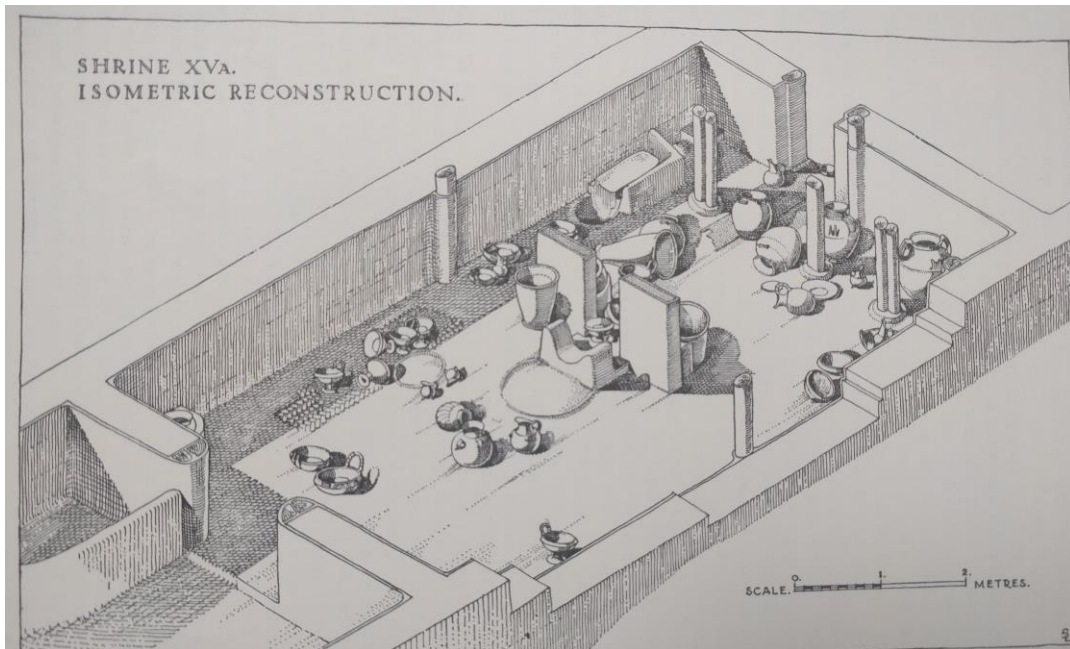 SHRINE XVA.
ISOMETRIC RECONSTRUCTION.
SCALE. 0. 1. 2. METRES.